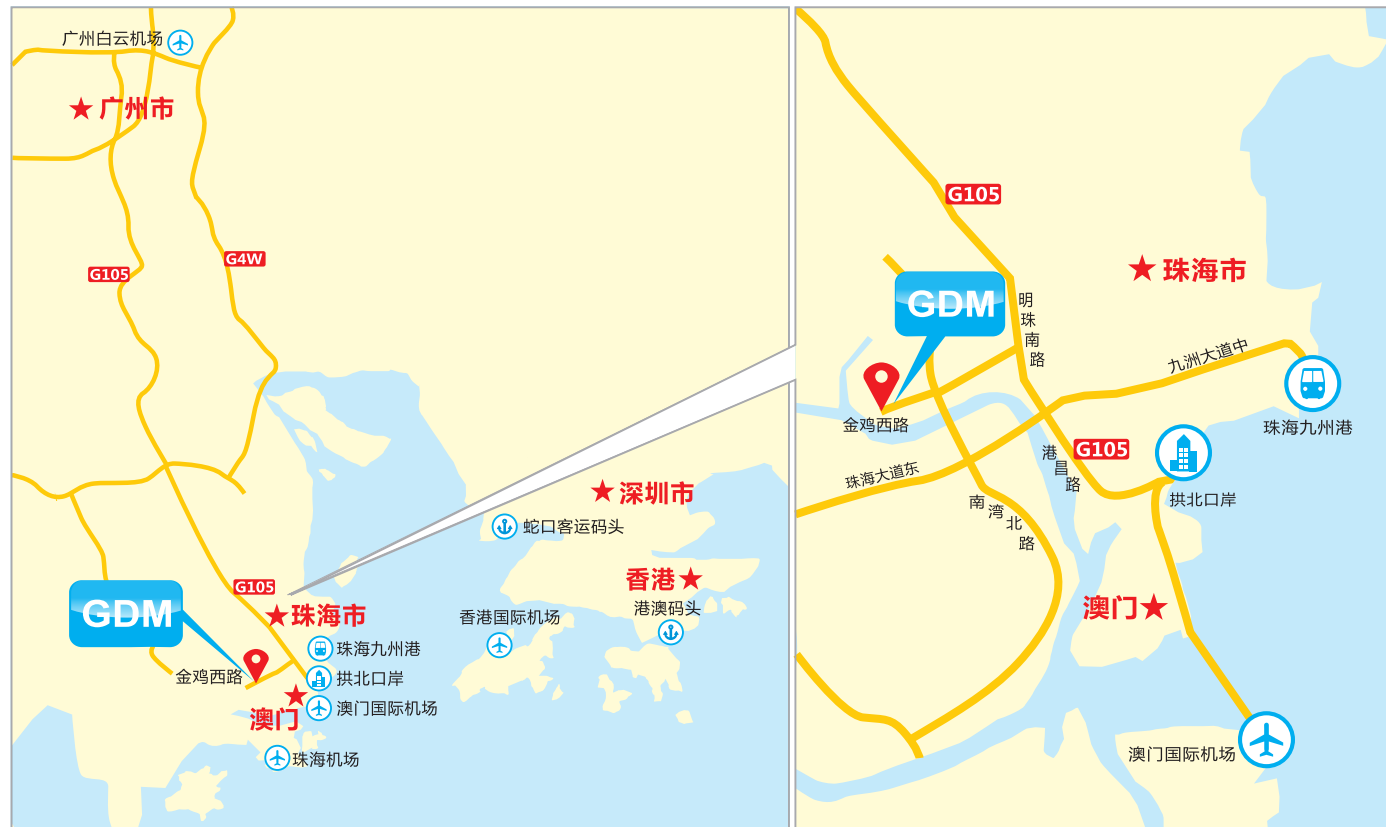 广州白云机场
广州市
G105
G4W
深圳市
蛇口客运码头
香港
港澳码头
香港国际机场
G105
GDM
珠海市
珠海九州港
金鸡西路
拱北口岸
澳门
澳门国际机场
珠海机场
G105
珠海市
GDM
明珠南路
九洲大道中
金鸡西路
珠海九州港
G105
港昌路
珠海大道东
拱北口岸
南湾北路
澳门
澳门国际机场